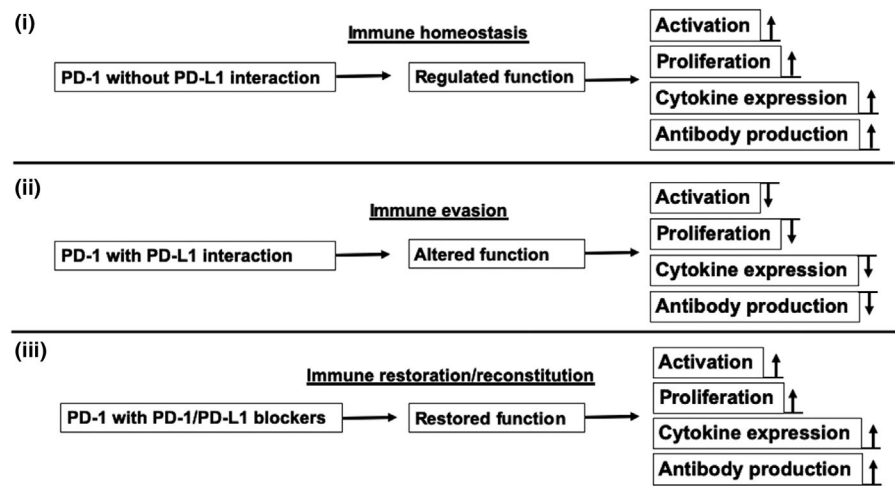 (i)
Immune homeostasis
PD-1 without PD-L1 interaction
Regulated function
Activation
Proliferation
Cytokine expression
Antibody production
(ii)
Immune evasion
PD-1 with PD-L1 interaction
Altered function
Activation
Proliferation
Cytokine expression
Antibody production
(iii)
Immune restoration/reconstitution
PD-1 with PD-1/PD-L1 blockers
Restored function
Activation
Proliferation
Cytokine expression
Antibody production